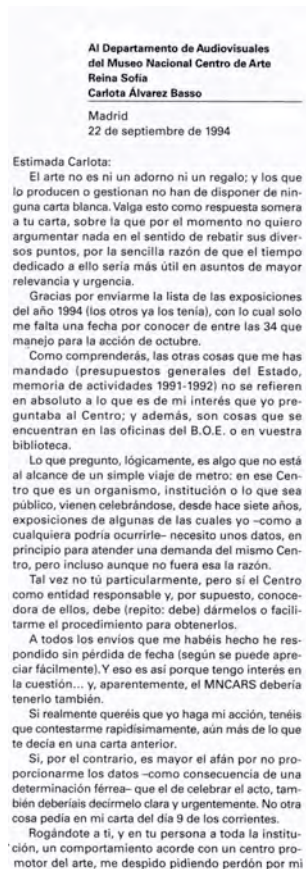 Al Departamento de Audiovisuales
del Museo Nacional Centro de Arte
Reina Sofía
Carlota Álvarez Basso
Madrid
22 de septiembre de 1994
Estimada Carlota:
El arte no es ni un adorno ni un regalo; y los que
lo producen o gestionan no han de disponer de nin-
guna carta blanca. Valga esto como respuesta somera
a tu carta, sobre la que por el momento no quiero
argumentar nada en el sentido de rebatir sus diver-
sos puntos, por la sencilla razón de que el tiempo
dedicado a ello sería más útil en asuntos de mayor
relevancia y urgencia.
Gracias por enviarme la lista de las exposiciones
del año 1994 (los otros ya los tenía), con lo cual solo
me falta una fecha por conocer de entre las 34 que
manejo para la acción de octubre.
Como comprenderás, las otras cosas que me has
mandado (presupuestos generales del Estado,
memoria de actividades 1991-1992) no se refieren
en absoluto a lo que es de mi interés que yo pre-
guntaba al Centro; y además, son cosas que se
encuentran en las oficinas del B.O.E. o en vuestra
biblioteca.
Lo que pregunto, lógicamente, es algo que no está
al alcance de un simple viaje de metro: en ese Cen-
tro que es un organismo, institución o lo que sea
público, vienen celebrándose, desde hace siete años,
exposiciones de algunas de las cuales yo –como a
cualquiera podría ocurrirle– necesito unos datos, en
principio para atender una demanda del mismo Cen-
tro, pero incluso aunque no fuera esa la razón.
Tal vez no tú particularmente, pero sí el Centro
como entidad responsable y, por supuesto, conoce-
dora de ellos, debe (repito: debe) dármelos o facili-
tarme el procedimiento para obtenerlos.
A todos los envíos que me habéis hecho he res-
pondido sin pérdida de fecha (según se puede apre-
ciar fácilmente). Y eso es así porque tengo interés en
la cuestión... y, aparentemente, el MNCARS debería
tenerlo también.
Si realmente queréis que yo haga mi acción, tenéis
que contestarme rapidísimamente, aún más de lo que
te decía en una carta anterior.
Si, por el contrario, es mayor el afán por no pro-
porcionarme los datos –como consecuencia de una
determinación férrea– que el de celebrar el acto, tam-
bién deberíais decírmelo clara y urgentemente. No otra
cosa pedía en mi carta del día 9 de los corrientes.
Rogándote a ti, y en tu persona a toda la institu-
ción, un comportamiento acorde con un centro pro-
motor del arte, me despido pidiendo perdón por mi